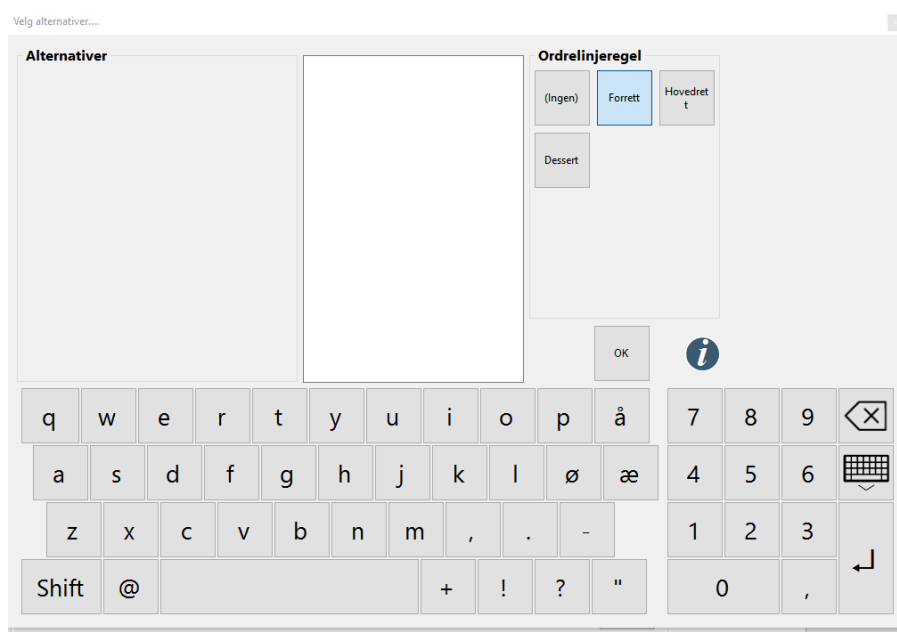 Velg alternativer....
Alternativer
Ordrelinjeregel
(Ingen)
Forrett
Hovedret
t
Dessert
OK
i
q w e r t y u i o p å 7 8 9
a s d f g h j k l ø æ 4 5 6
z x c v b n m , . - 1 2 3
Shift @ + ! ? " 0 ,